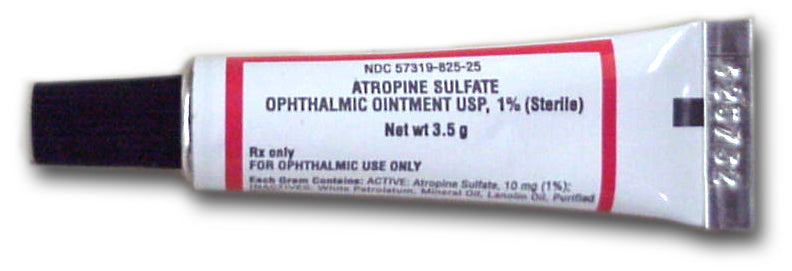 NDC 57319-825-25
ATROPINE SULFATE
OPHTHALMIC OINTMENT USP, 1% (Sterile)
Net wt 3.5 g
Rx only
FOR OPHTHALMIC USE ONLY
Each Gram Contains: ACTIVE: Atropine Sulfate, 10 mg (1%);
INACTIVES: White Petrolatum, Mineral Oil, Lanolin Oil, Purified